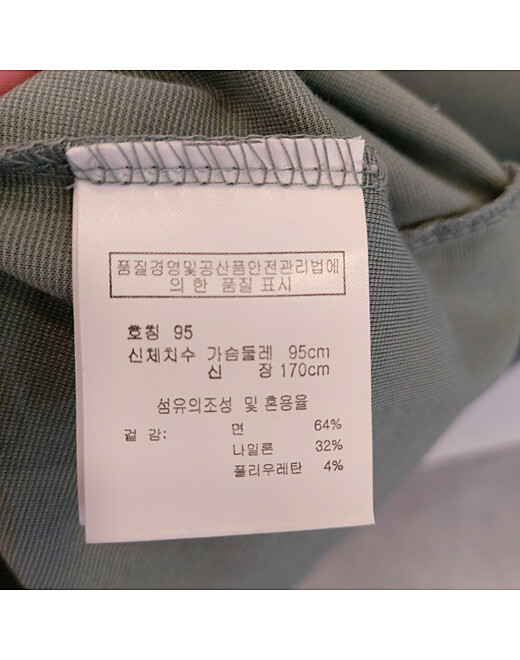 품질경영및공산품안전관리법에
의 한 품질 표시
호칭 95
신체치수 가슴둘레 95cm
신 장 170cm
섬유의조성 및 혼용율
겉 감: 면 64%
나일론 32%
폴리우레탄 4%